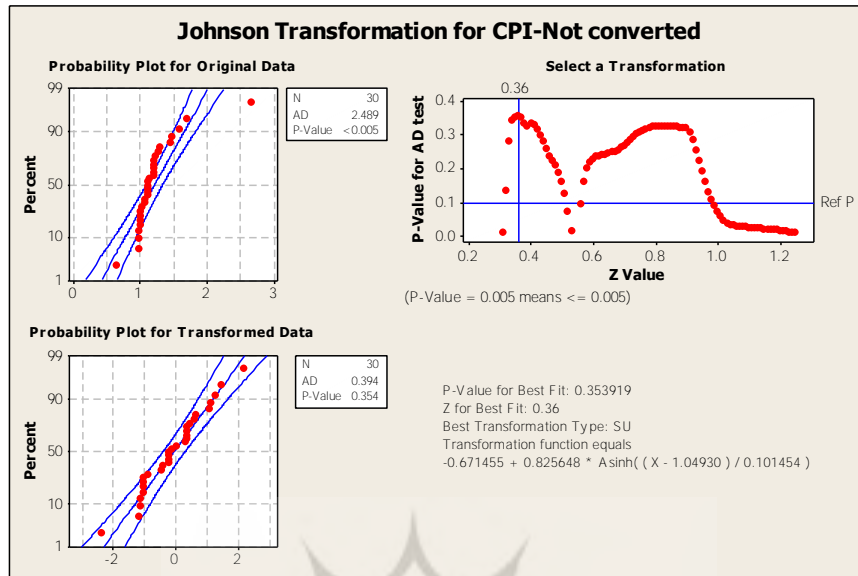 Johnson Transformation for CPI-Not converted
Probability Plot for Original Data
99
90
50
10
1
Percent
0 1 2 3
N 30
AD 2.489
P-Value <0.005
Select a Transformation
0.36
0.4
0.3
0.2
0.1
0.0
P-Value for AD test
Ref P
0.2 0.4 0.6 0.8 1.0 1.2
Z Value
(P-Value = 0.005 means <= 0.005)
Probability Plot for Transformed Data
99
90
50
10
1
Percent
-2 0 2
N 30
AD 0.394
P-Value 0.354
P-Value for Best Fit: 0.353919
Z for Best Fit: 0.36
Best Transformation Type: SU
Transformation function equals
-0.671455 + 0.825648 * Asinh( ( X - 1.04930 ) / 0.101454 )